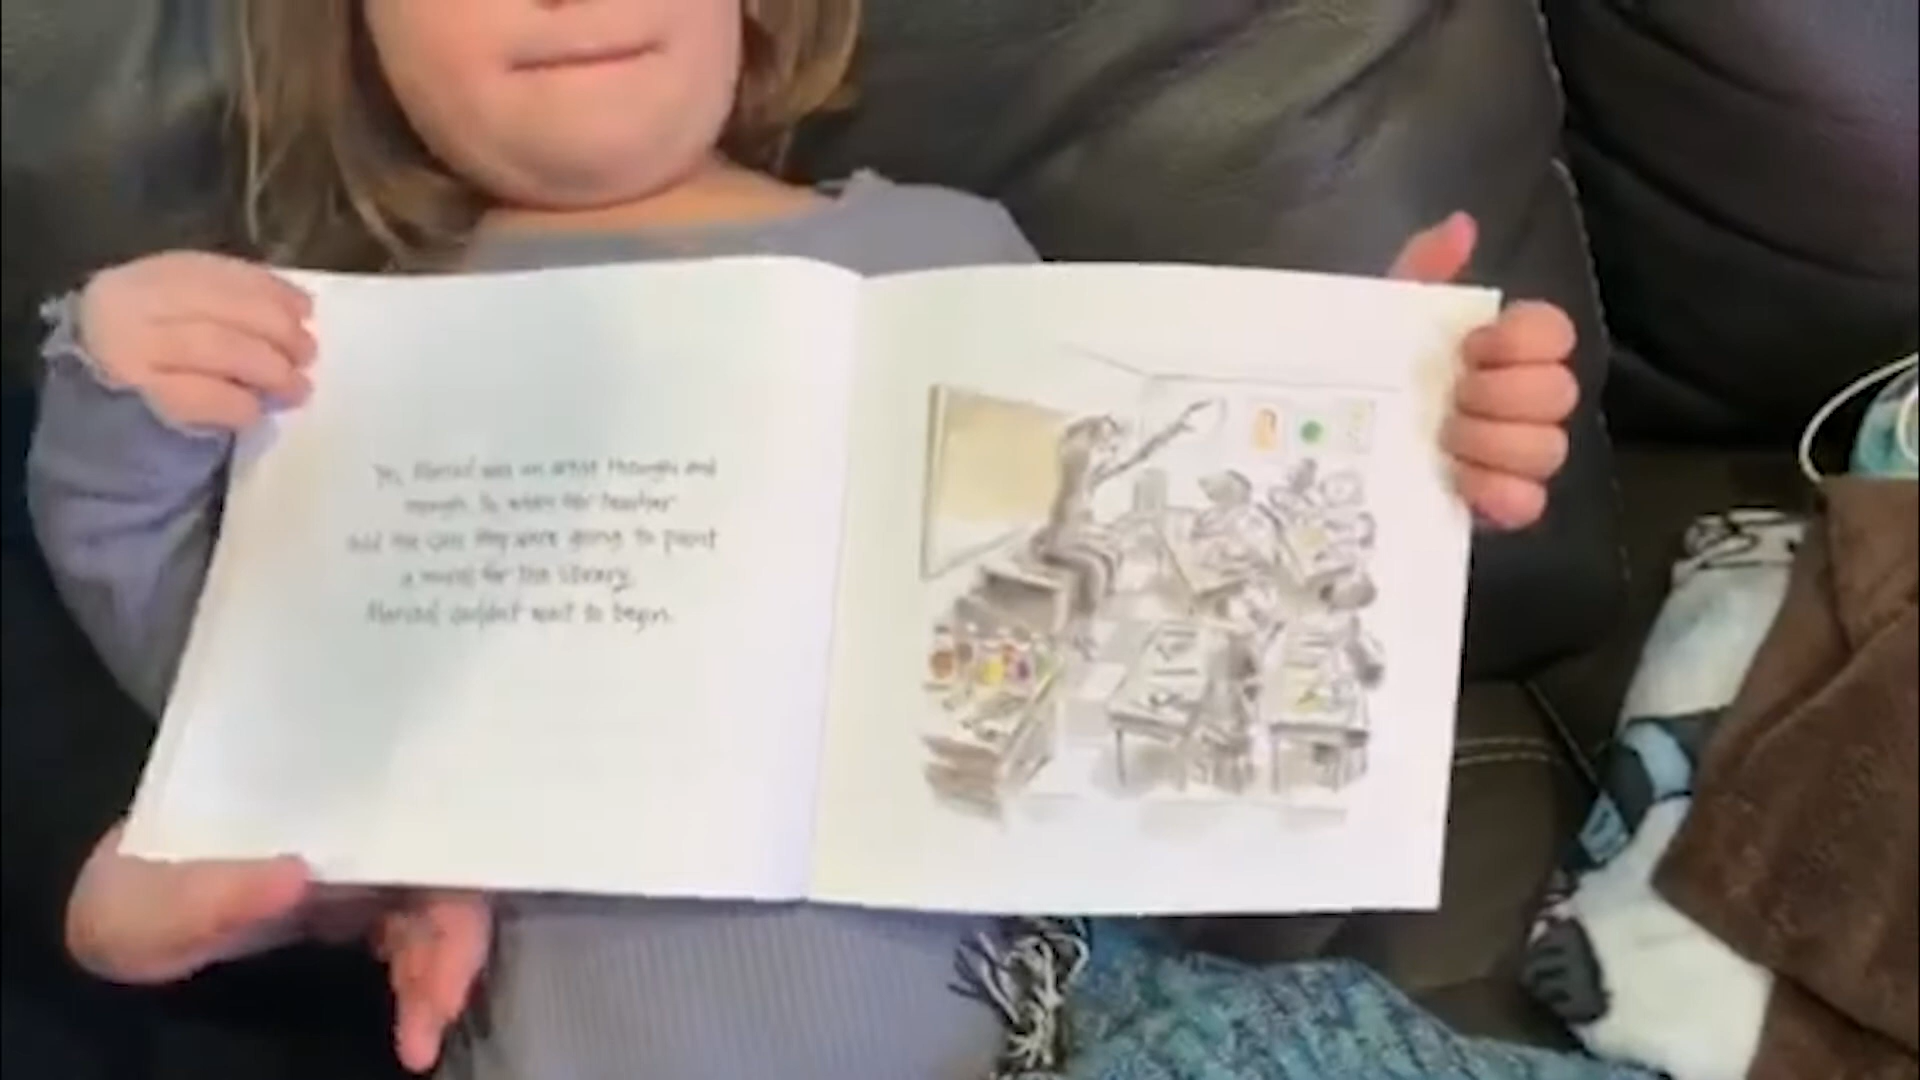 Yes, Marisol was an artist through and
through. So when her teacher
told the class they were going to paint
a mural for the library,
Marisol couldn't wait to begin.